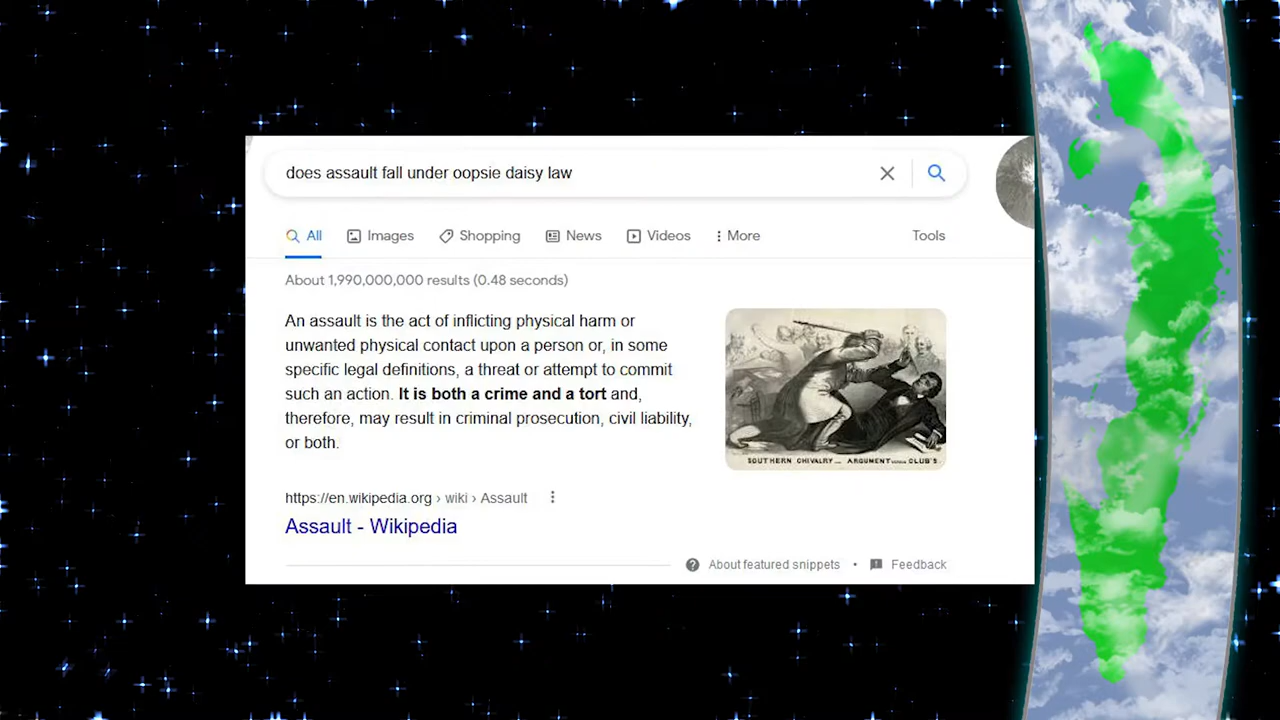 does assault fall under oopsie daisy law
All Images Shopping News Videos More Tools
About 1,990,000,000 results (0.48 seconds)
An assault is the act of inflicting physical harm or
unwanted physical contact upon a person or, in some
specific legal definitions, a threat or attempt to commit
such an action. It is both a crime and a tort and,
therefore, may result in criminal prosecution, civil liability,
or both.
SOUTHERN CHIVALRY _ ARGUMENT VERSUS CLUB'S.
https://en.wikipedia.org › wiki › Assault
Assault - Wikipedia
About featured snippets • Feedback